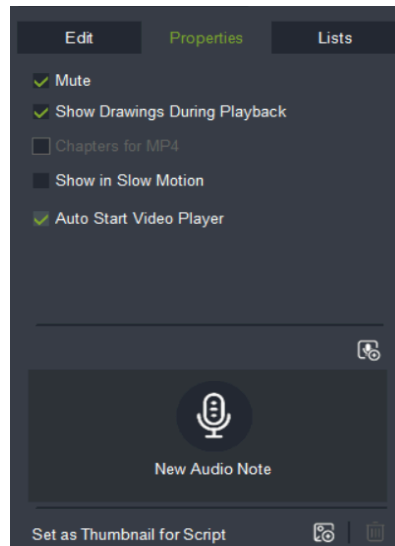 Edit Properties Lists
Mute
Show Drawings During Playback
Chapters for MP4
Show in Slow Motion
Auto Start Video Player
New Audio Note
Set as Thumbnail for Script